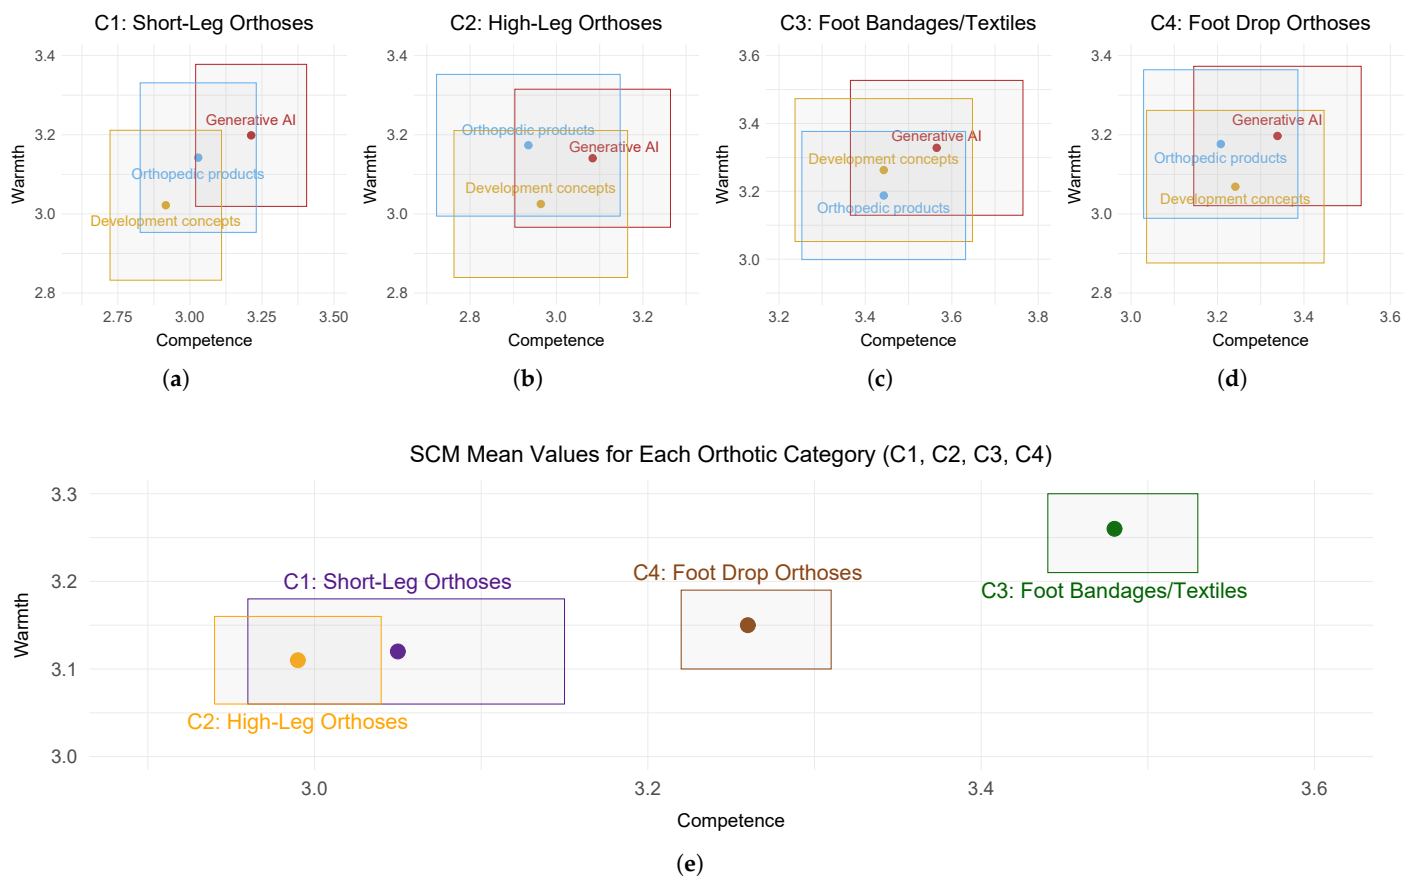 C1: Short-Leg Orthoses
C2: High-Leg Orthoses
C3: Foot Bandages/Textiles
C4: Foot Drop Orthoses
3.4
3.2
3.0
2.8
Warmth
Generative AI
Orthopedic products
Development concepts
2.75
3.00
3.25
3.50
Competence
(a)
3.4
3.2
3.0
2.8
Warmth
Orthopedic products
Generative AI
Development concepts
2.8
3.0
3.2
Competence
(b)
3.6
3.4
3.2
3.0
Warmth
Generative AI
Development concepts
Orthopedic products
3.2
3.4
3.6
3.8
Competence
(c)
3.4
3.2
3.0
2.8
Warmth
Generative AI
Orthopedic products
Development concepts
3.0
3.2
3.4
3.6
Competence
(d)
SCM Mean Values for Each Orthotic Category (C1, C2, C3, C4)
3.3
3.2
3.1
3.0
Warmth
C1: Short-Leg Orthoses
C4: Foot Drop Orthoses
C3: Foot Bandages/Textiles
C2: High-Leg Orthoses
3.0
3.2
3.4
3.6
Competence
(e)